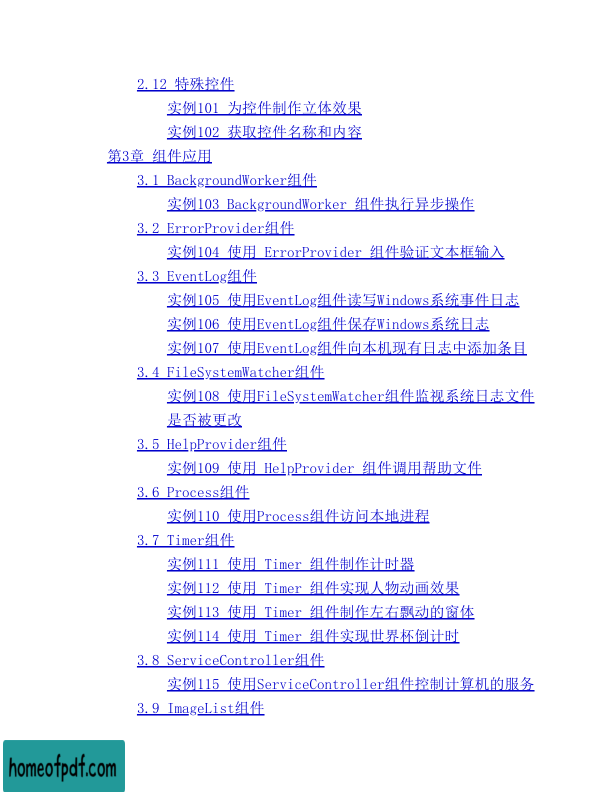 2.12 特殊控件
实例101 为控件制作立体效果
实例102 获取控件名称和内容
第3章 组件应用
3.1 BackgroundWorker组件
实例103 BackgroundWorker 组件执行异步操作
3.2 ErrorProvider组件
实例104 使用 ErrorProvider 组件验证文本框输入
3.3 EventLog组件
实例105 使用EventLog组件读写Windows系统事件日志
实例106 使用EventLog组件保存Windows系统日志
实例107 使用EventLog组件向本机现有日志中添加条目
3.4 FileSystemWatcher组件
实例108 使用FileSystemWatcher组件监视系统日志文件
是否被更改
3.5 HelpProvider组件
实例109 使用 HelpProvider 组件调用帮助文件
3.6 Process组件
实例110 使用Process组件访问本地进程
3.7 Timer组件
实例111 使用 Timer 组件制作计时器
实例112 使用 Timer 组件实现人物动画效果
实例113 使用 Timer 组件制作左右飘动的窗体
实例114 使用 Timer 组件实现世界杯倒计时
3.8 ServiceController组件
实例115 使用ServiceController组件控制计算机的服务
3.9 ImageList组件
homeofpdf.com